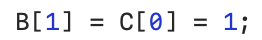 B[1] = C[0] = 1;